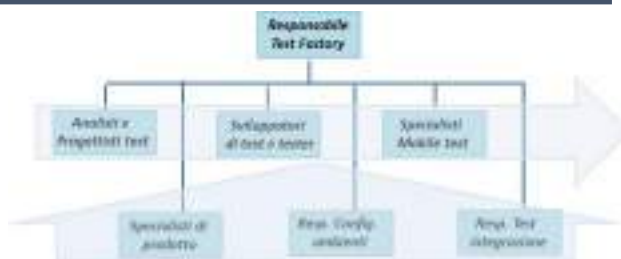 Responsabile
Test Factory
Analisti e
Progettisti test
Sviluppatori
di test e tester
Specialisti
Mobile test
Specialisti di
prodotto
Resp. Config.
ambienti
Resp. Test
integrazione